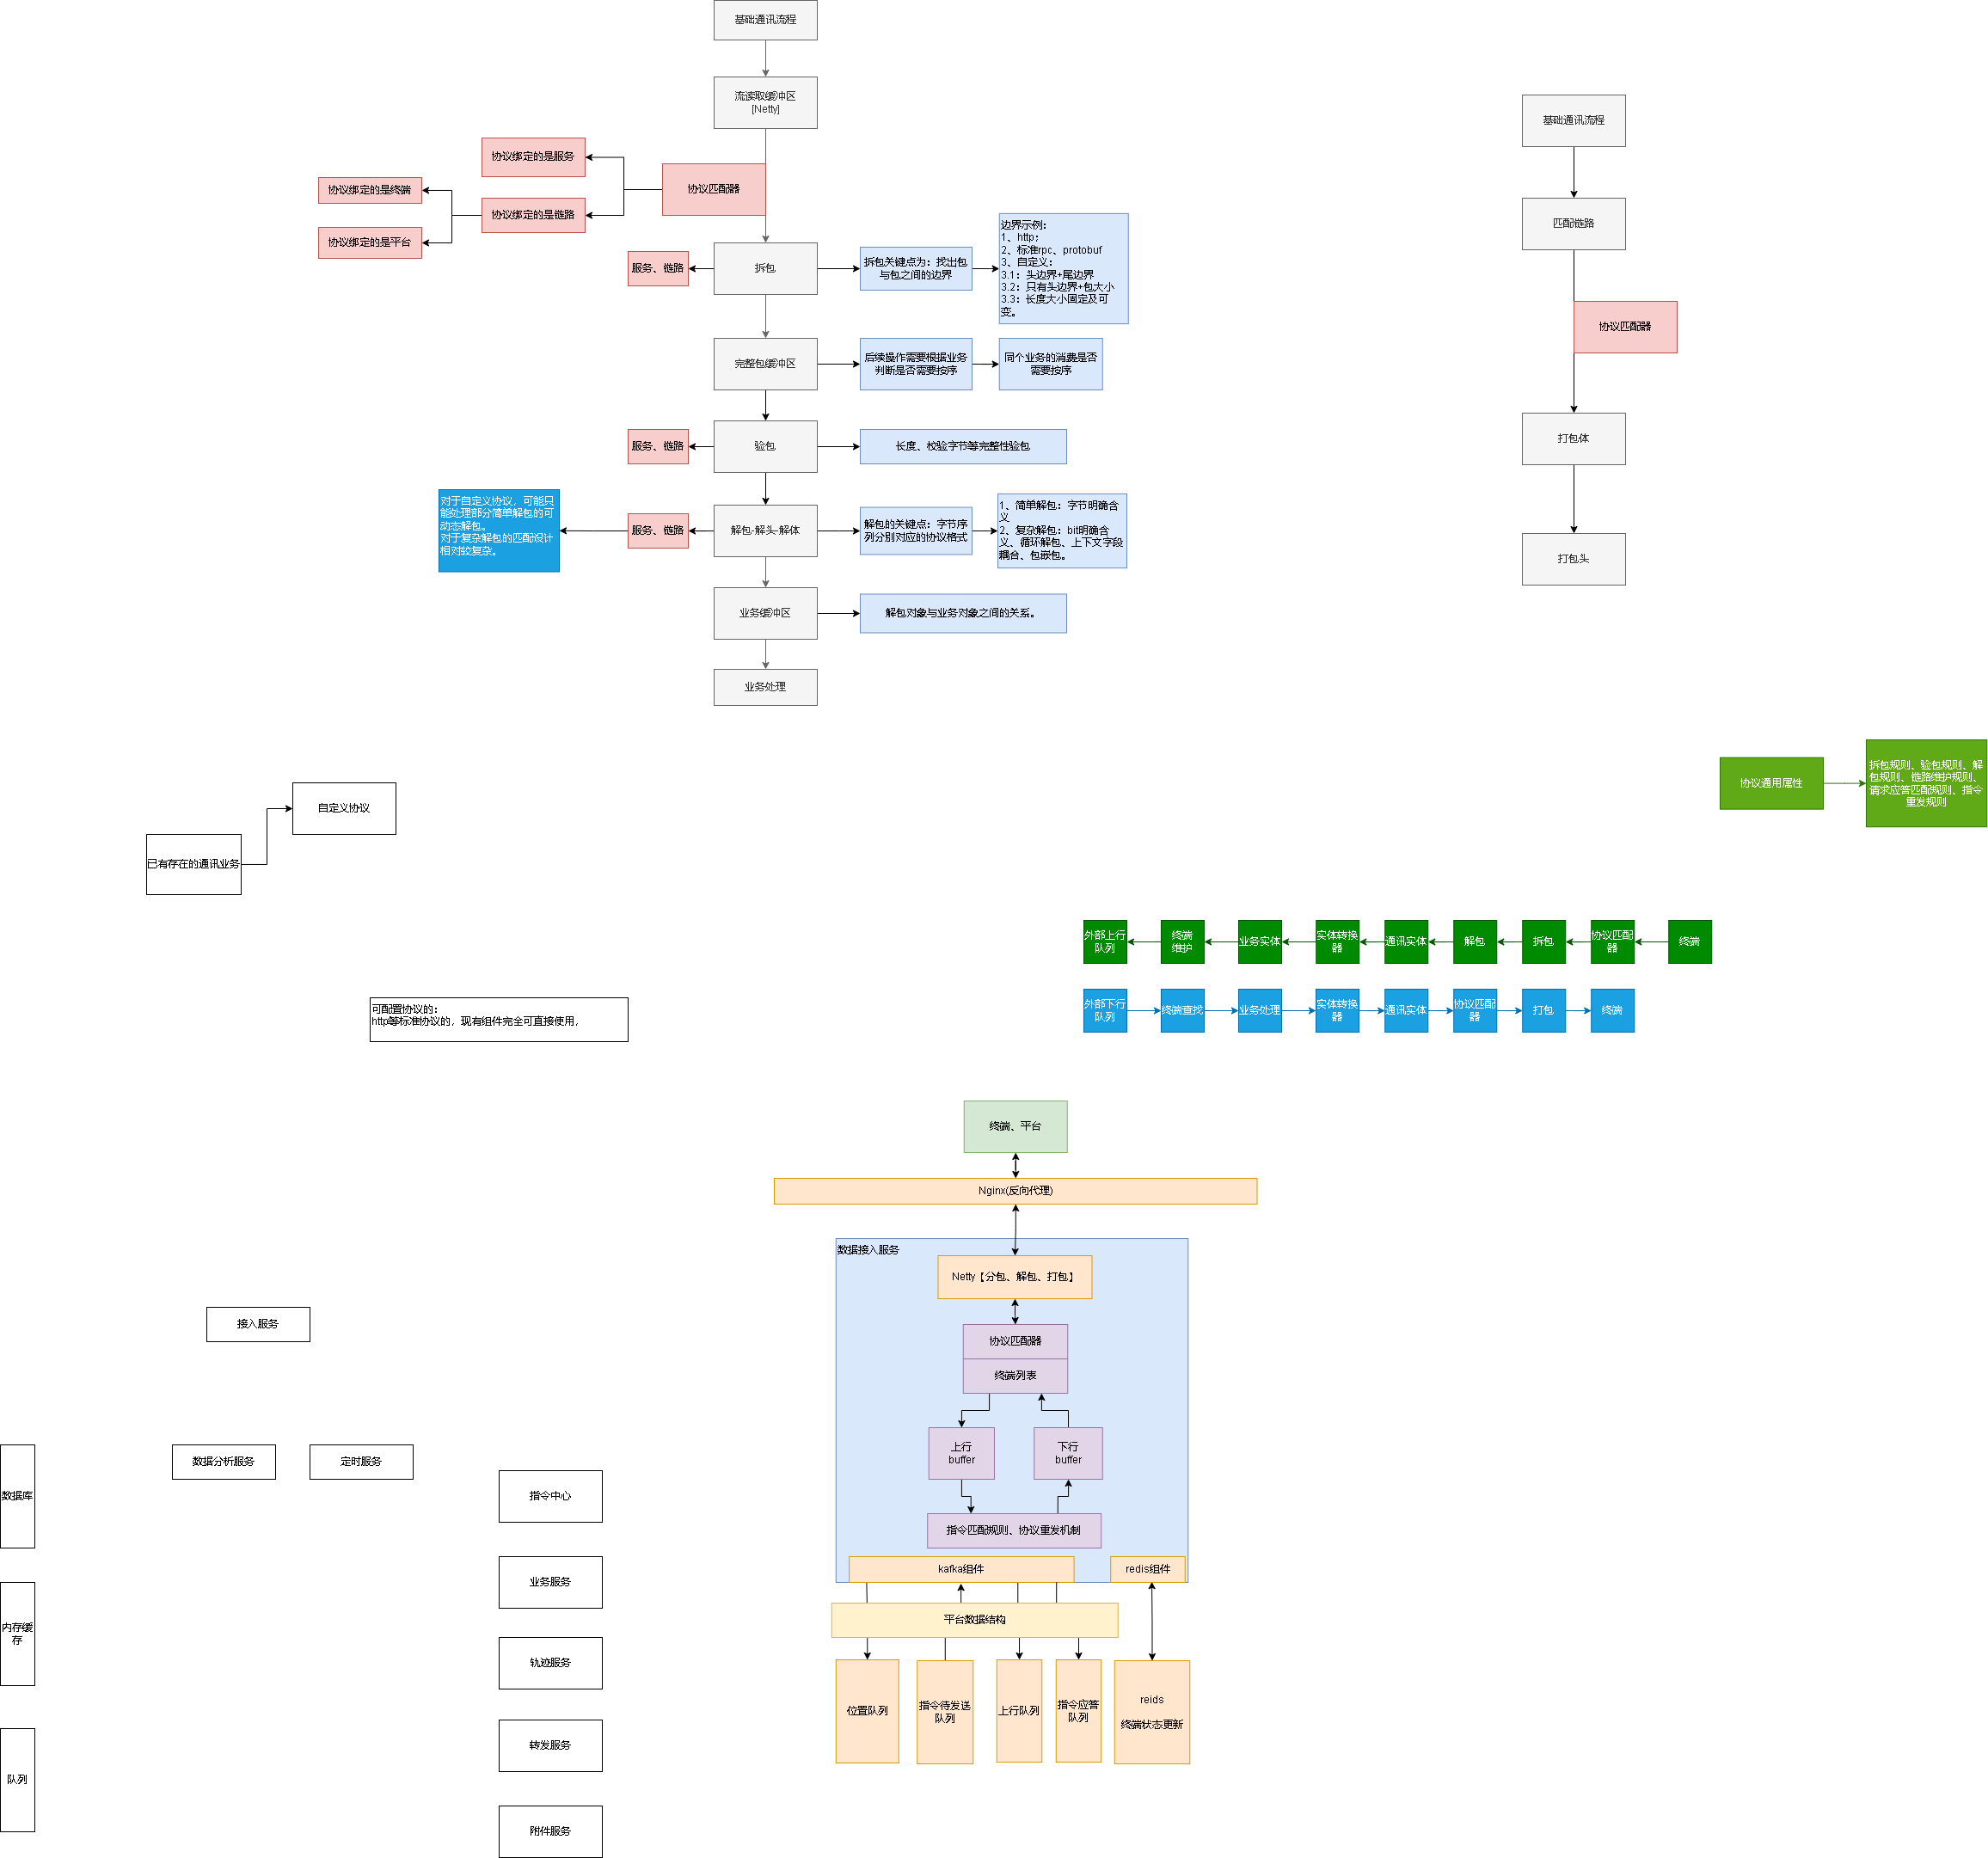 基础通讯流程
流读取缓冲区
[Netty]
协议匹配器
协议绑定的是服务
协议绑定的是链路
协议绑定的是终端
协议绑定的是平台
服务、链路
拆包
拆包关键点为：找出包
与包之间的边界
边界示例：
1、http；
2、标准rpc、protobuf
3、自定义：
3.1：头边界+尾边界
3.2：只有头边界+包大小
3.3：长度大小固定及可
变。
完整包缓冲区
后续操作需要根据业务
判断是否需要按序
同个业务的消费是否
需要按序
服务、链路
验包
长度、校验字节等完整性验包
对于自定义协议，可能只
能处理部分简单解包的可
动态解包。
对于复杂解包的匹配设计
相对较复杂。
服务、链路
解包-解头-解体
解包的关键点：字节序
列分别对应的协议格式
1、简单解包：字节明确含
义
2、复杂解包：bit明确含
义、循环解包、上下文字段
耦合、包嵌包。
业务缓冲区
解包对象与业务对象之间的关系。
业务处理
基础通讯流程
匹配链路
协议匹配器
打包体
打包头
协议通用属性
拆包规则、验包规则、解
包规则、链路维护规则、
请求应答匹配规则、指令
重发规则
自定义协议
已有存在的通讯业务
可配置协议的：
http等标准协议的，现有组件完全可直接使用，
外部上行
队列
终端
维护
业务实体
实体转换
器
通讯实体
解包
拆包
协议匹配
器
终端
外部下行
队列
终端查找
业务处理
实体转换
器
通讯实体
协议匹配
器
打包
终端
终端、平台
Nginx(反向代理)
数据接入服务
Netty【分包、解包、打包】
协议匹配器
终端列表
上行
buffer
下行
buffer
指令匹配规则、协议重发机制
kafka组件
redis组件
平台数据结构
位置队列
指令待发送
队列
上行队列
指令应答
队列
reids
终端状态更新
接入服务
数据分析服务
定时服务
数据库
内存缓
存
队列
指令中心
业务服务
轨迹服务
转发服务
附件服务